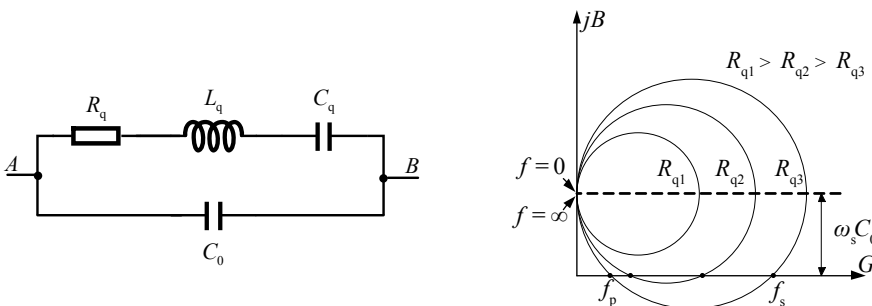 R_q
L_q
C_q
A
B
C_0
jB
R_q1 > R_q2 > R_q3
f = 0
f = ∞
R_q1
R_q2
R_q3
ω_s C_0
G
f_p
f_s